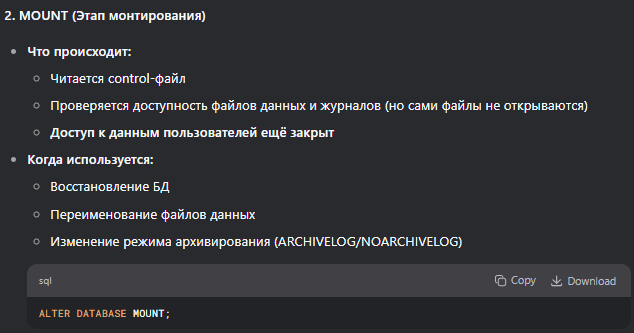 2. MOUNT (Этап монтирования)
Что происходит:
Читается control-файл
Проверяется доступность файлов данных и журналов (но сами файлы не открываются)
Доступ к данным пользователей ещё закрыт
Когда используется:
Восстановление БД
Переименование файлов данных
Изменение режима архивирования (ARCHIVELOG/NOARCHIVELOG)
sql Copy Download
ALTER DATABASE MOUNT;